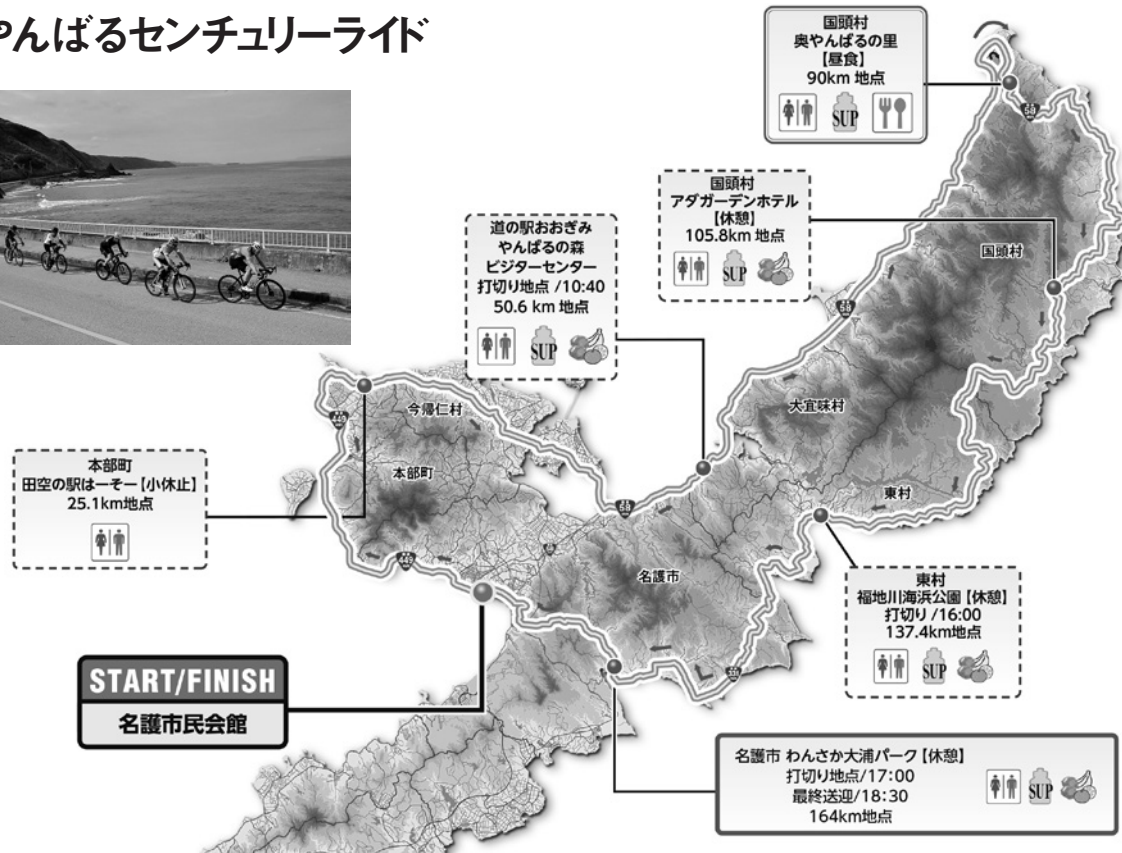 やんばるセンチュリーライド
国頭村
奥やんばるの里
【昼食】
90km 地点
SUP
58
国頭村
アダガーデンホテル
【休憩】
105.8km 地点
SUP
道の駅おおぎみ
やんばるの森
ビジターセンター
打切り地点 /10:40
50.6 km 地点
SUP
国頭村
58
大宜味村
今帰仁村
449
本部町
本部町
田空の駅はーそー【小休止】
25.1km地点
58
東村
449
名護市
東村
福地川海浜公園【休憩】
打切り/16:00
137.4km地点
SUP
331
START/FINISH
名護市民会館
名護市 わんさか大浦パーク【休憩】
打切り地点/17:00
最終送迎/18:30
164km地点
SUP